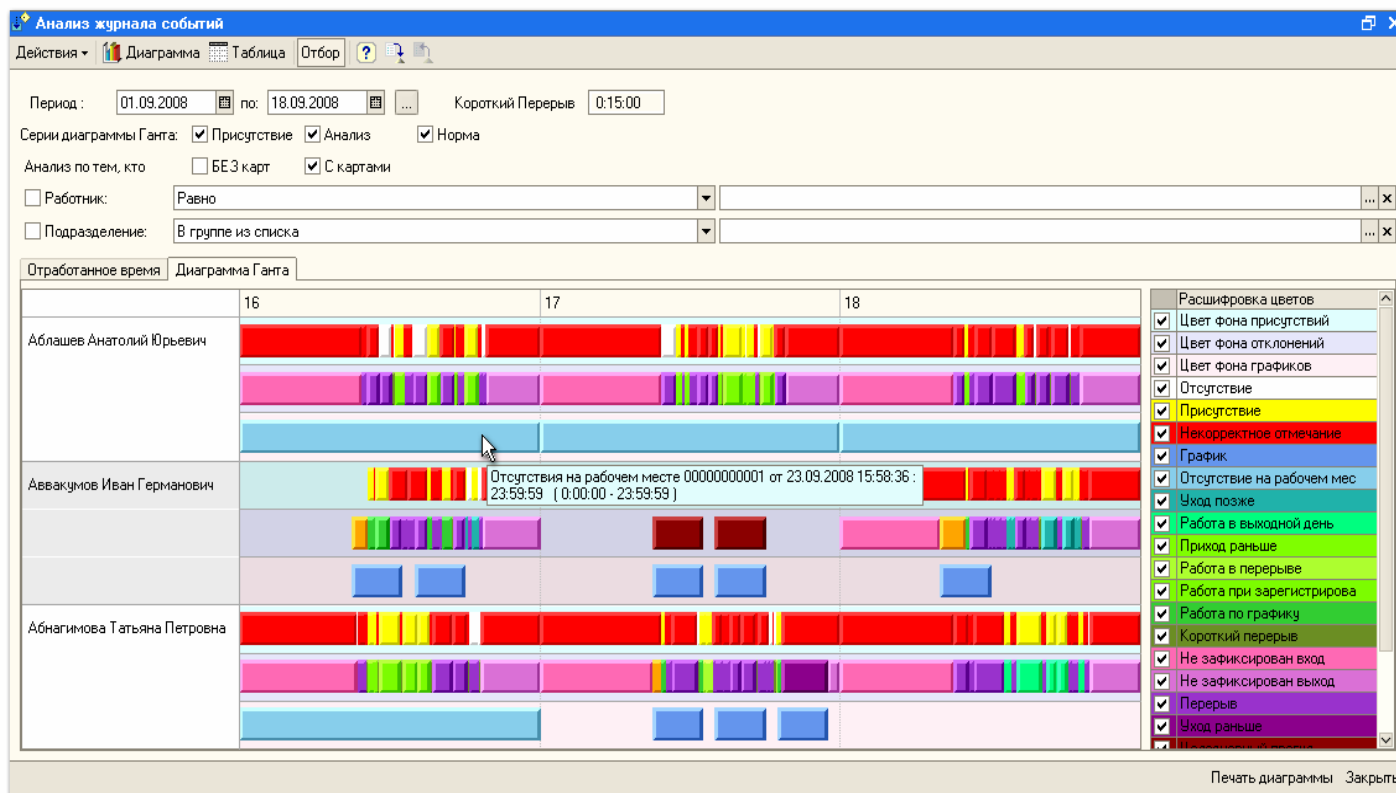 Анализ журнала событий
Действия Диаграмма Таблица Отбор ?
Период : 01.09.2008 по: 18.09.2008 ... Короткий Перерыв 0:15:00
Серии диаграммы Ганта: Присутствие Анализ Норма
Анализ по тем, кто БЕЗ карт С картами
Работник: Равно ... x
Подразделение: В группе из списка ... x
Отработанное время Диаграмма Ганта
16 17 18
Аблашев Анатолий Юрьевич
Аввакумов Иван Германович
Абнагимова Татьяна Петровна
Отсутствия на рабочем месте 00000000001 от 23.09.2008 15:58:36 :
23:59:59 ( 0:00:00 - 23:59:59 )
Расшифровка цветов
Цвет фона присутствий
Цвет фона отклонений
Цвет фона графиков
Отсутствие
Присутствие
Некорректное отмечание
График
Отсутствие на рабочем мес
Уход позже
Работа в выходной день
Приход раньше
Работа в перерыве
Работа при зарегистрирова
Работа по графику
Короткий перерыв
Не зафиксирован вход
Не зафиксирован выход
Перерыв
Уход раньше
Печать диаграммы Закрыть